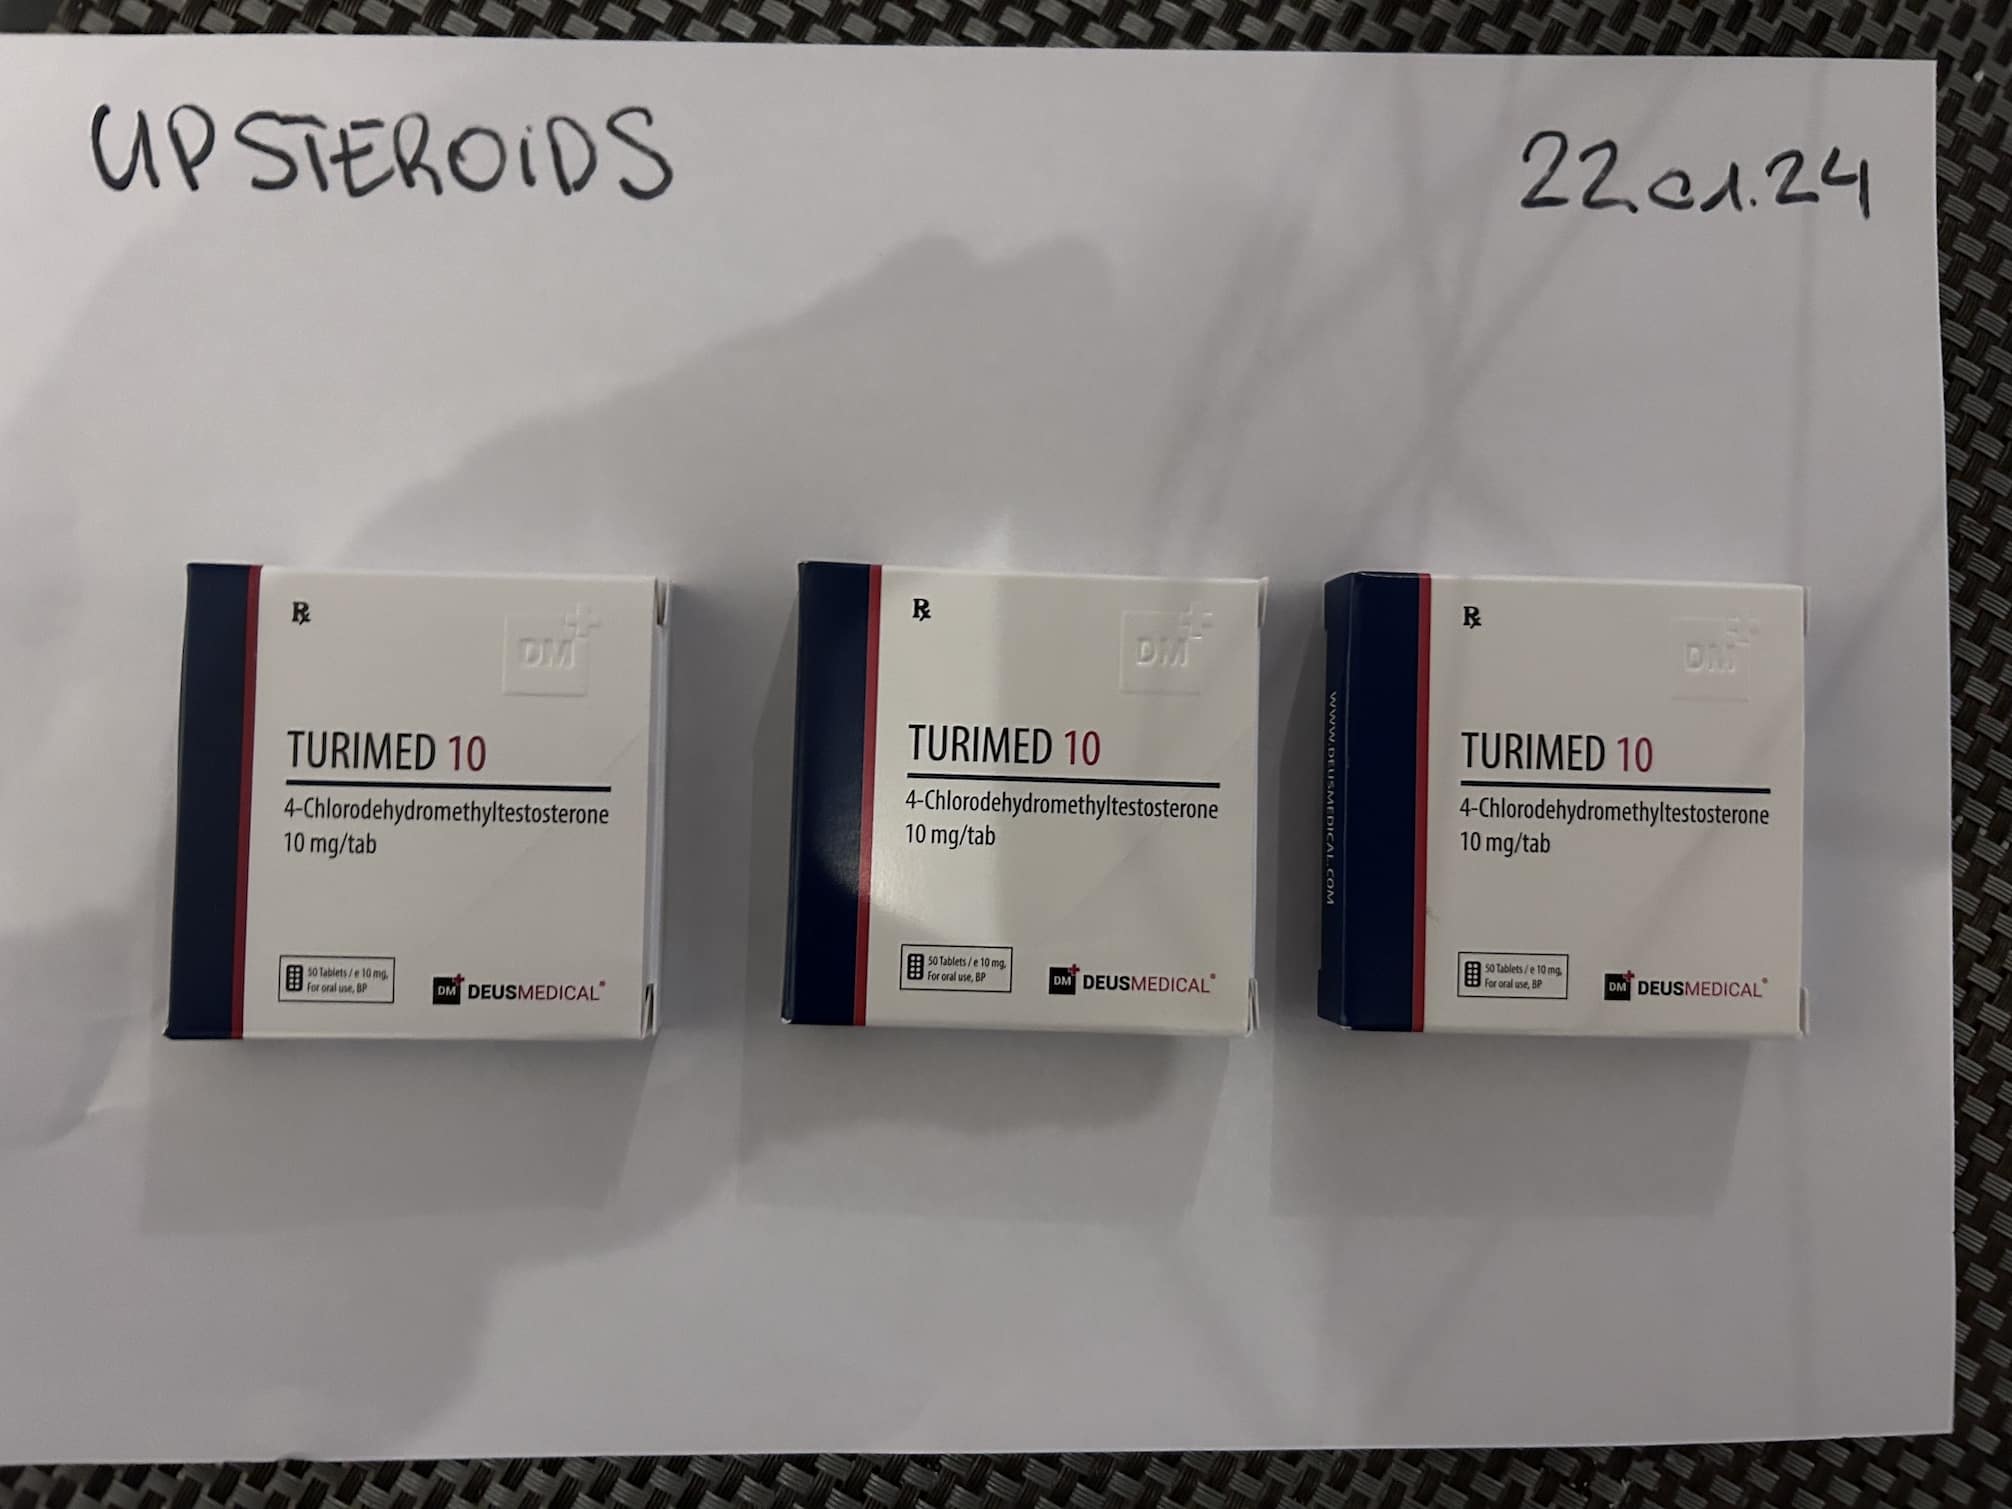 UPSTEROIDS
22.01.24
℞
DM+
TURIMED 10
4-Chlorodehydromethyltestosterone
10 mg/tab
50 Tablets / e 10 mg,
For oral use, BP
DM+ DEUSMEDICAL®
℞
DM+
TURIMED 10
4-Chlorodehydromethyltestosterone
10 mg/tab
50 Tablets / e 10 mg,
For oral use, BP
DM+ DEUSMEDICAL®
WWW.DEUSMEDICAL.COM
℞
DM+
TURIMED 10
4-Chlorodehydromethyltestosterone
10 mg/tab
50 Tablets / e 10 mg,
For oral use, BP
DM+ DEUSMEDICAL®